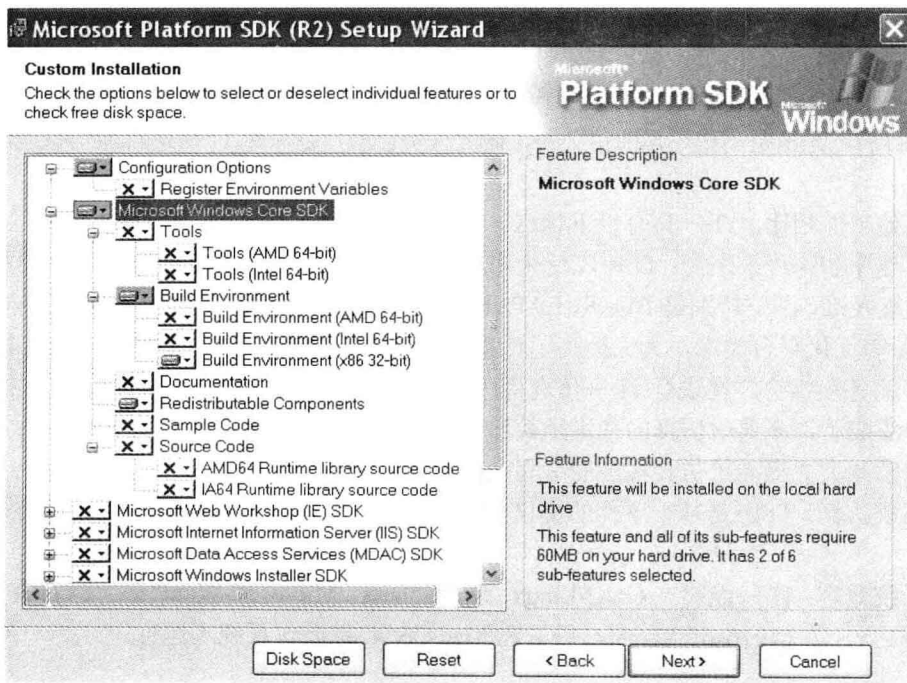 Microsoft Platform SDK (R2) Setup Wizard
Custom Installation
Check the options below to select or deselect individual features or to
check free disk space.
Microsoft
Platform SDK
Microsoft
Windows
Configuration Options
Register Environment Variables
Microsoft Windows Core SDK
Tools
Tools (AMD 64-bit)
Tools (Intel 64-bit)
Build Environment
Build Environment (AMD 64-bit)
Build Environment (Intel 64-bit)
Build Environment (x86 32-bit)
Documentation
Redistributable Components
Sample Code
Source Code
AMD64 Runtime library source code
IA64 Runtime library source code
Microsoft Web Workshop (IE) SDK
Microsoft Internet Information Server (IIS) SDK
Microsoft Data Access Services (MDAC) SDK
Microsoft Windows Installer SDK
Feature Description
Microsoft Windows Core SDK
Feature Information
This feature will be installed on the local hard
drive
This feature and all of its sub-features require
60MB on your hard drive. It has 2 of 6
sub-features selected.
Disk Space
Reset
< Back
Next >
Cancel